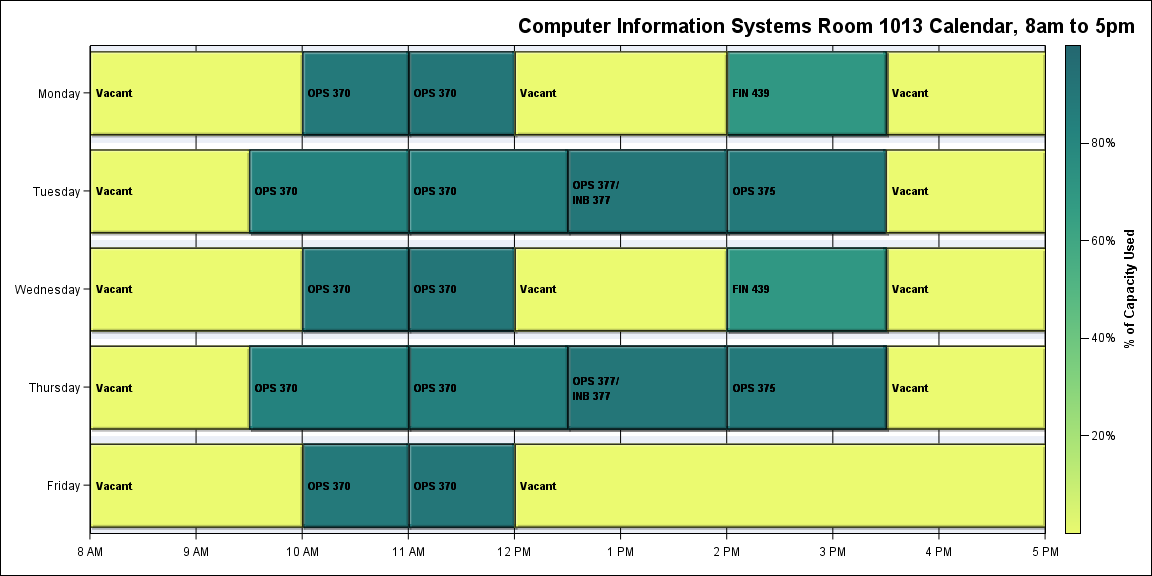 Computer Information Systems Room 1013 Calendar, 8am to 5pm
Monday
Vacant
OPS 370
OPS 370
Vacant
FIN 439
Vacant
Tuesday
Vacant
OPS 370
OPS 370
OPS 377/
INB 377
OPS 375
Vacant
Wednesday
Vacant
OPS 370
OPS 370
Vacant
FIN 439
Vacant
Thursday
Vacant
OPS 370
OPS 370
OPS 377/
INB 377
OPS 375
Vacant
Friday
Vacant
OPS 370
OPS 370
Vacant
8 AM
9 AM
10 AM
11 AM
12 PM
1 PM
2 PM
3 PM
4 PM
5 PM
80%
60%
40%
20%
% of Capacity Used